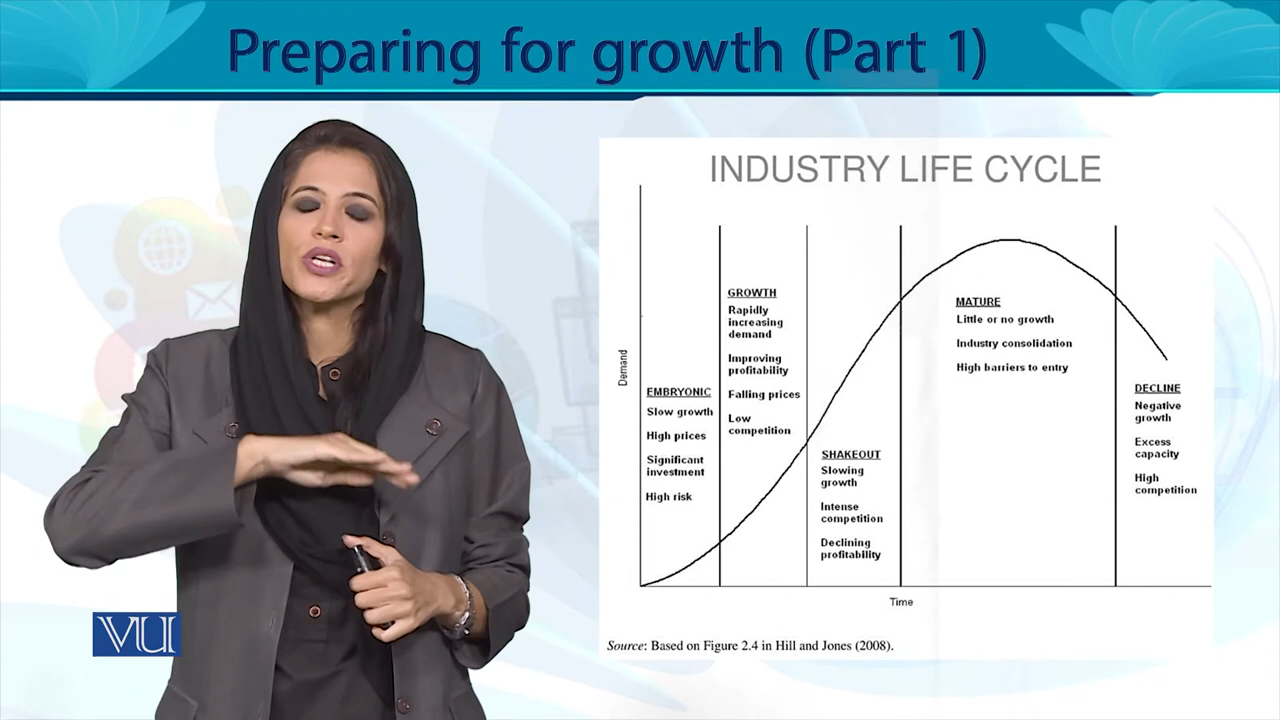 Preparing for growth (Part 1)
INDUSTRY LIFE CYCLE
Demand
EMBRYONIC
Slow growth
High prices
Significant
investment
High risk
GROWTH
Rapidly
increasing
demand
Improving
profitability
Falling prices
Low
competition
SHAKEOUT
Slowing
growth
Intense
competition
Declining
profitability
MATURE
Little or no growth
Industry consolidation
High barriers to entry
DECLINE
Negative
growth
Excess
capacity
High
competition
Time
Source: Based on Figure 2.4 in Hill and Jones (2008).
VU